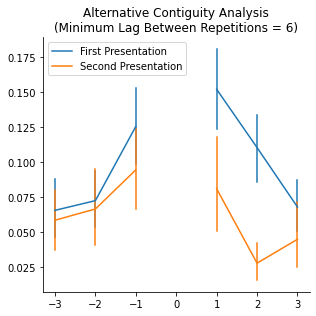 Alternative Contiguity Analysis
(Minimum Lag Between Repetitions = 6)
First Presentation
Second Presentation
0.175
0.150
0.125
0.100
0.075
0.050
0.025
−3 −2 −1 0 1 2 3